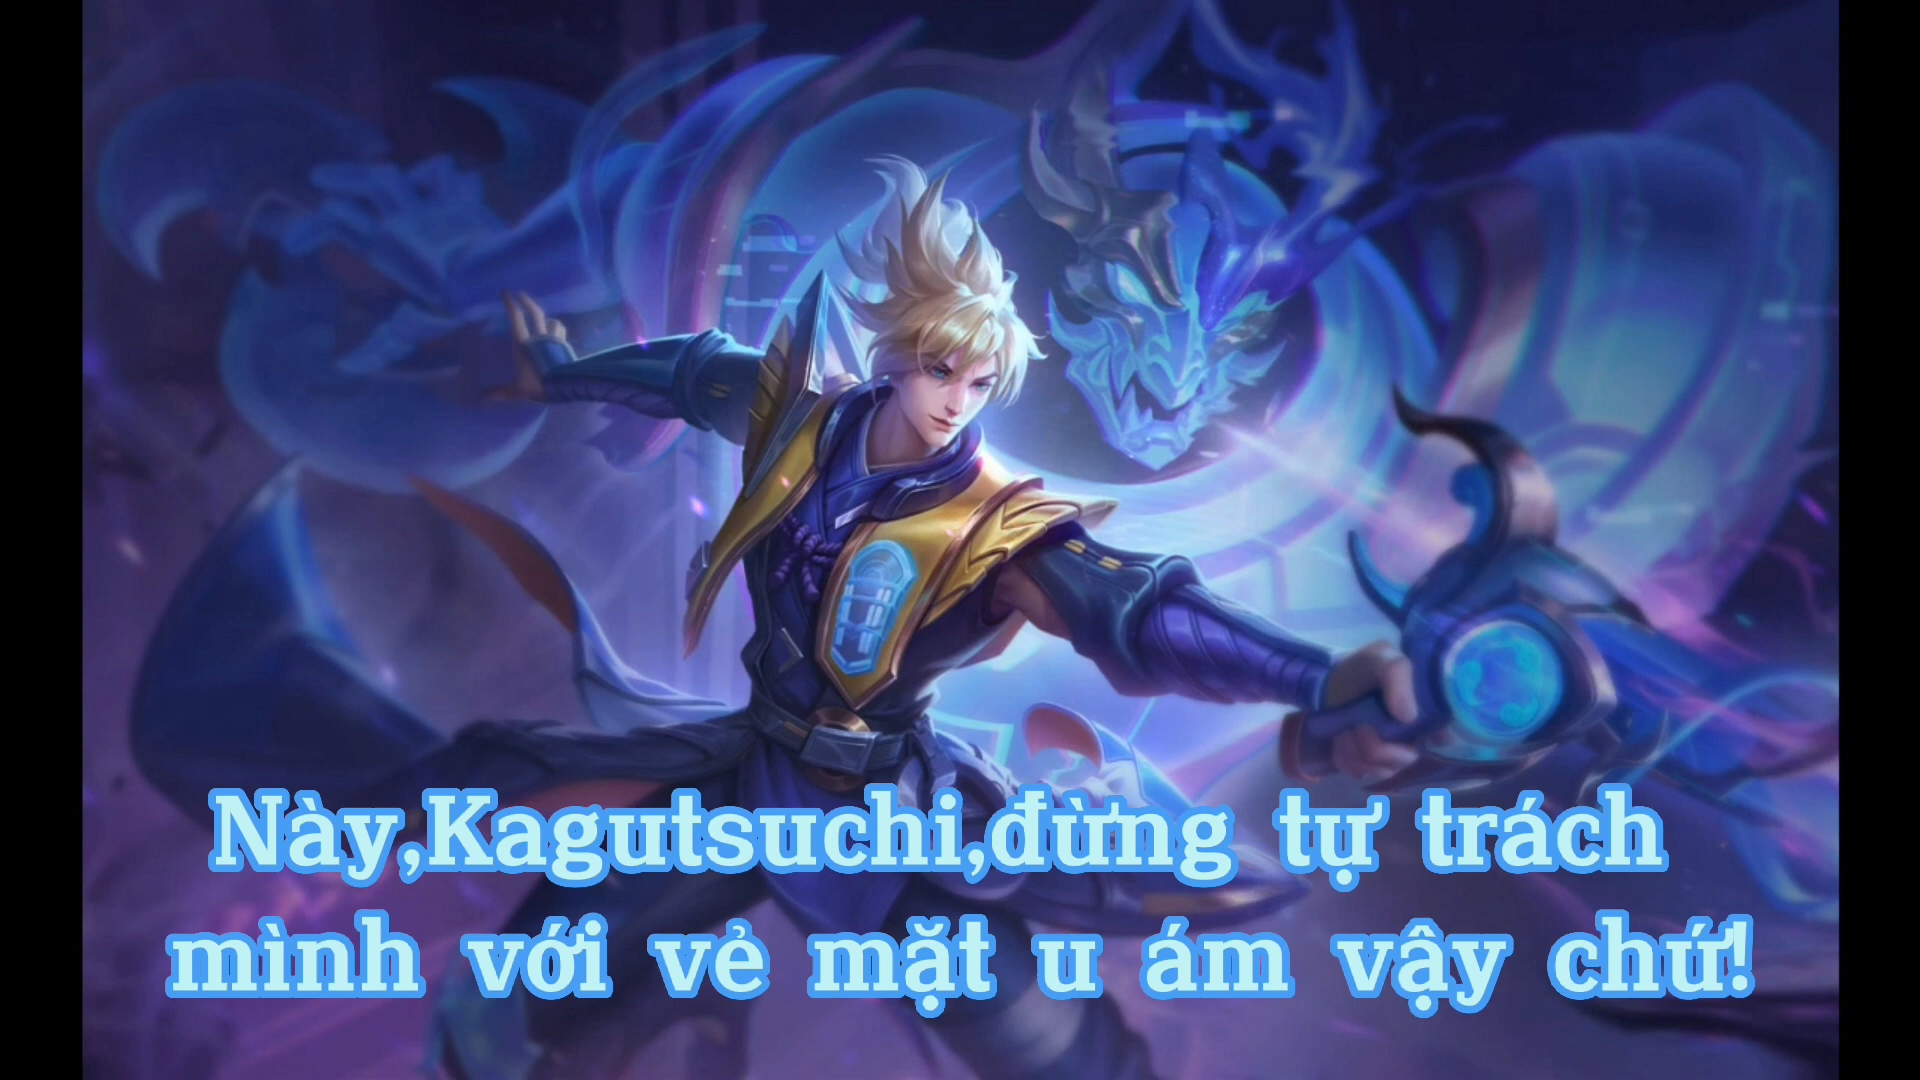 Này,Kagutsuchi,đừng tự trách
mình với vẻ mặt u ám vậy chứ!